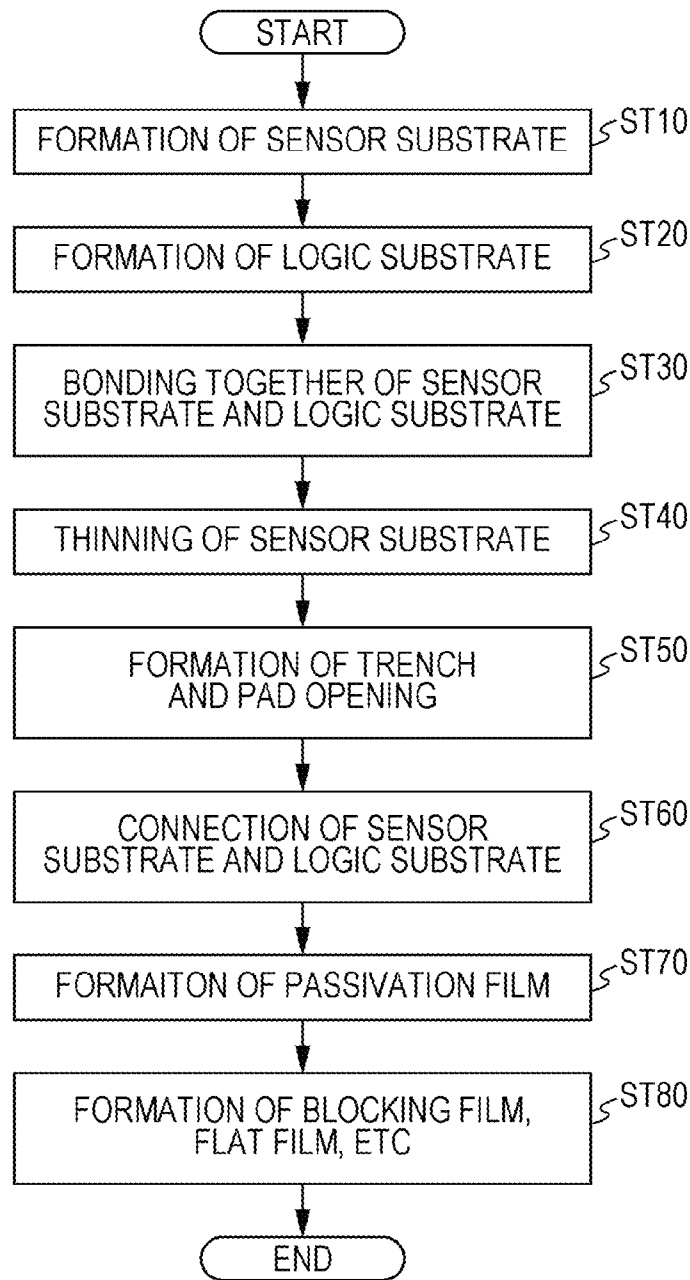 START
FORMATION OF SENSOR SUBSTRATE
ST10
FORMATION OF LOGIC SUBSTRATE
ST20
BONDING TOGETHER OF SENSOR
SUBSTRATE AND LOGIC SUBSTRATE
ST30
THINNING OF SENSOR SUBSTRATE
ST40
FORMATION OF TRENCH
AND PAD OPENING
ST50
CONNECTION OF SENSOR
SUBSTRATE AND LOGIC SUBSTRATE
ST60
FORMAITON OF PASSIVATION FILM
ST70
FORMATION OF BLOCKING FILM,
FLAT FILM, ETC
ST80
END